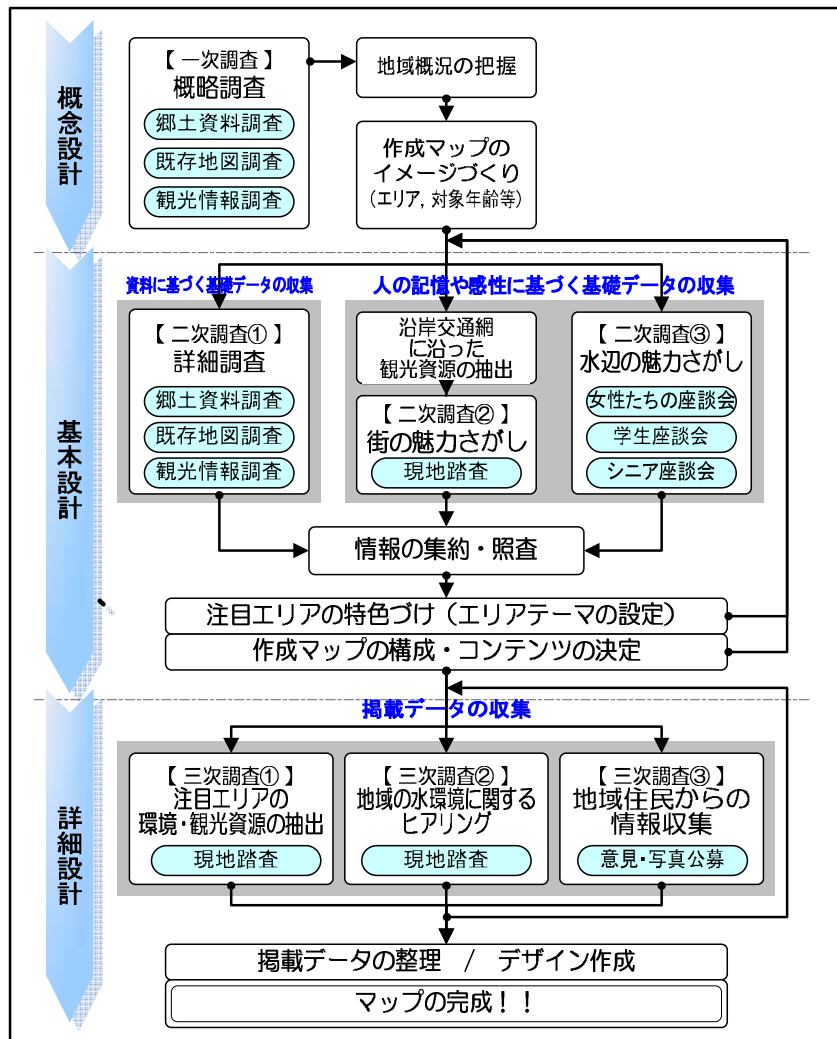 概念設計
【 一次調査 】
概略調査
郷土資料調査
既存地図調査
観光情報調査
地域概況の把握
作成マップの
イメージづくり
(エリア, 対象年齢等)
基本設計
資料に基づく基礎データの収集
人の記憶や感性に基づく基礎データの収集
【 二次調査① 】
詳細調査
郷土資料調査
既存地図調査
観光情報調査
沿岸交通網
に沿った
観光資源の抽出
【 二次調査② 】
街の魅力さがし
現地踏査
【 二次調査③ 】
水辺の魅力さがし
女性たちの座談会
学生座談会
シニア座談会
情報の集約・照査
注目エリアの特色づけ(エリアテーマの設定)
作成マップの構成・コンテンツの決定
詳細設計
掲載データの収集
【 三次調査① 】
注目エリアの
環境・観光資源の抽出
現地踏査
【 三次調査② 】
地域の水環境に関する
ヒアリング
現地踏査
【 三次調査③ 】
地域住民からの
情報収集
意見・写真公募
掲載データの整理 / デザイン作成
マップの完成!!